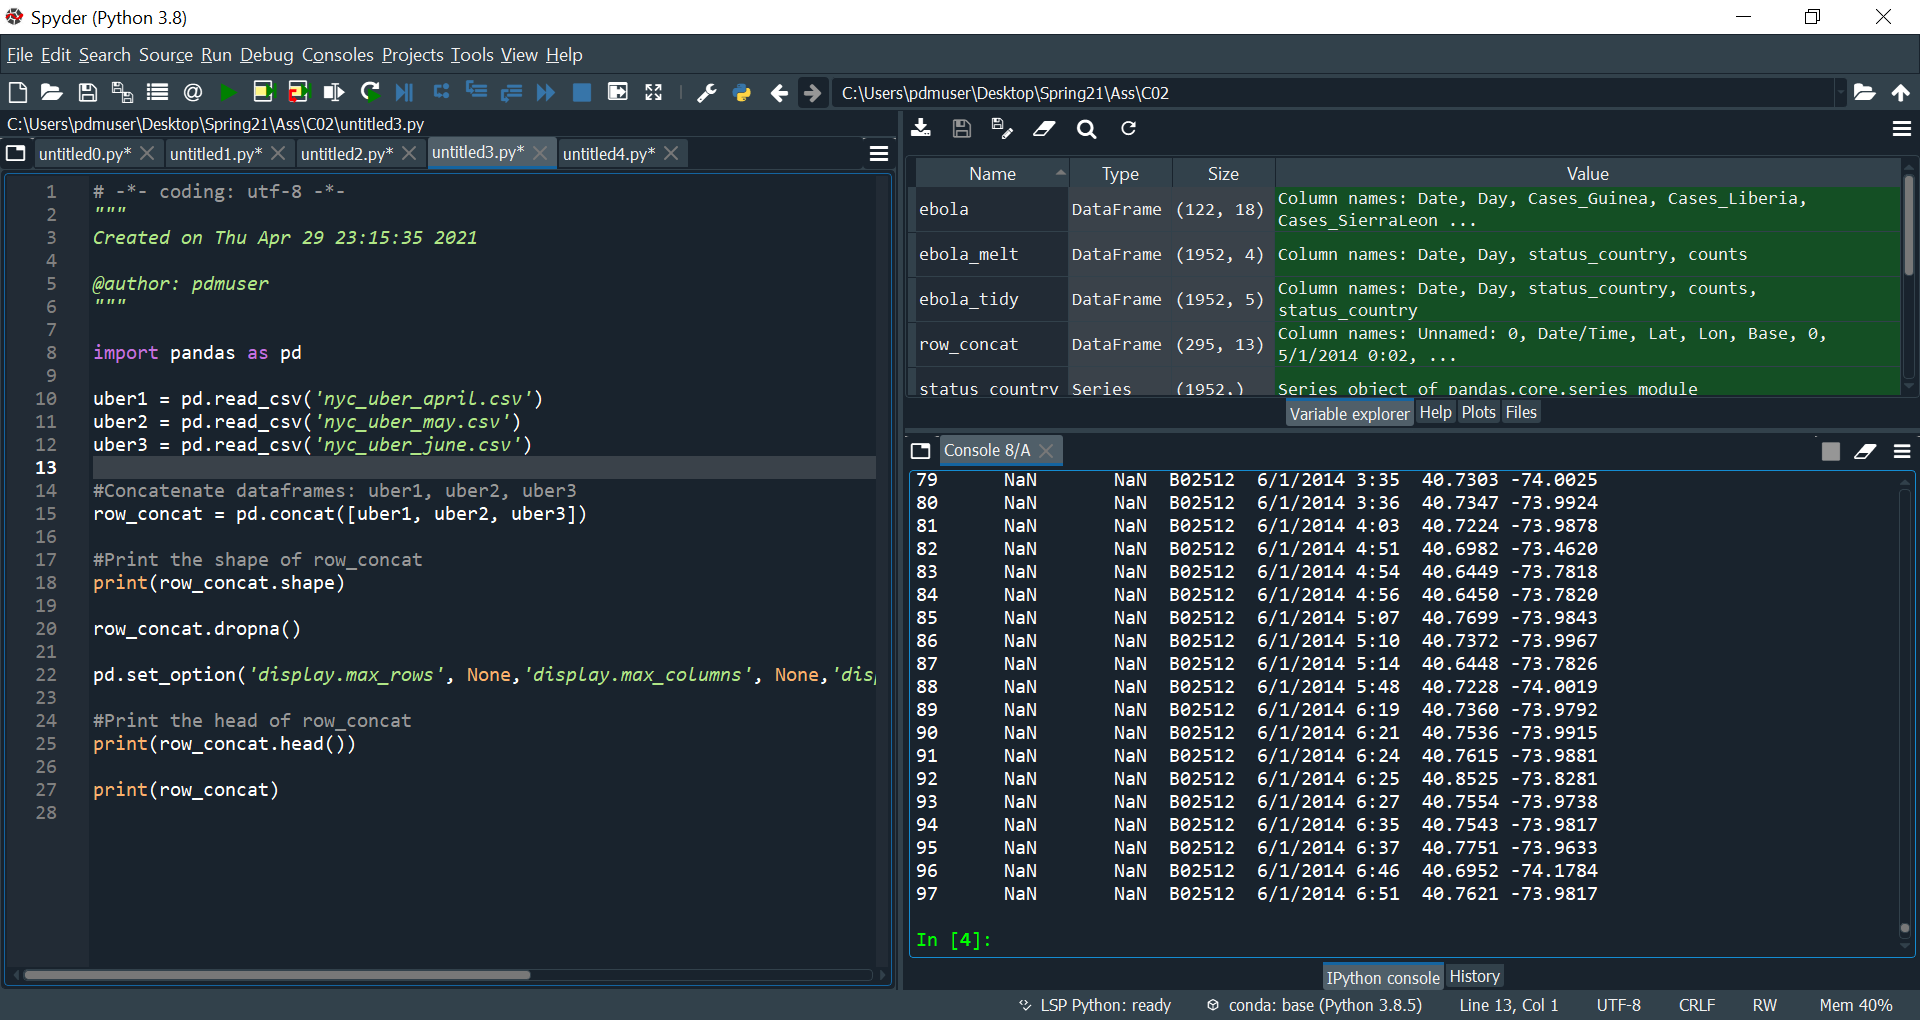 Spyder (Python 3.8)
File Edit Search Source Run Debug Consoles Projects Tools View Help
C:\Users\pdmuser\Desktop\Spring21\Ass\C02
C:\Users\pdmuser\Desktop\Spring21\Ass\C02\untitled3.py
untitled0.py* untitled1.py* untitled2.py* untitled3.py* untitled4.py*
1 # -*- coding: utf-8 -*-
2 """
3 Created on Thu Apr 29 23:15:35 2021
4
5 @author: pdmuser
6 """
7
8 import pandas as pd
9
10 uber1 = pd.read_csv('nyc_uber_april.csv')
11 uber2 = pd.read_csv('nyc_uber_may.csv')
12 uber3 = pd.read_csv('nyc_uber_june.csv')
13
14 #Concatenate dataframes: uber1, uber2, uber3
15 row_concat = pd.concat([uber1, uber2, uber3])
16
17 #Print the shape of row_concat
18 print(row_concat.shape)
19
20 row_concat.dropna()
21
22 pd.set_option('display.max_rows', None,'display.max_columns', None,'dis
23
24 #Print the head of row_concat
25 print(row_concat.head())
26
27 print(row_concat)
28
Name Type Size Value
ebola DataFrame (122, 18) Column names: Date, Day, Cases_Guinea, Cases_Liberia,
Cases_SierraLeon ...
ebola_melt DataFrame (1952, 4) Column names: Date, Day, status_country, counts
ebola_tidy DataFrame (1952, 5) Column names: Date, Day, status_country, counts,
status_country
row_concat DataFrame (295, 13) Column names: Unnamed: 0, Date/Time, Lat, Lon, Base, 0,
5/1/2014 0:02, ...
status_country Series (1952,) Series object of pandas.core.series module
Variable explorer Help Plots Files
Console 8/A
79 NaN NaN B02512 6/1/2014 3:35 40.7303 -74.0025
80 NaN NaN B02512 6/1/2014 3:36 40.7347 -73.9924
81 NaN NaN B02512 6/1/2014 4:03 40.7224 -73.9878
82 NaN NaN B02512 6/1/2014 4:51 40.6982 -73.4620
83 NaN NaN B02512 6/1/2014 4:54 40.6449 -73.7818
84 NaN NaN B02512 6/1/2014 4:56 40.6450 -73.7820
85 NaN NaN B02512 6/1/2014 5:07 40.7699 -73.9843
86 NaN NaN B02512 6/1/2014 5:10 40.7372 -73.9967
87 NaN NaN B02512 6/1/2014 5:14 40.6448 -73.7826
88 NaN NaN B02512 6/1/2014 5:48 40.7228 -74.0019
89 NaN NaN B02512 6/1/2014 6:19 40.7360 -73.9792
90 NaN NaN B02512 6/1/2014 6:21 40.7536 -73.9915
91 NaN NaN B02512 6/1/2014 6:24 40.7615 -73.9881
92 NaN NaN B02512 6/1/2014 6:25 40.8525 -73.8281
93 NaN NaN B02512 6/1/2014 6:27 40.7554 -73.9738
94 NaN NaN B02512 6/1/2014 6:35 40.7543 -73.9817
95 NaN NaN B02512 6/1/2014 6:37 40.7751 -73.9633
96 NaN NaN B02512 6/1/2014 6:46 40.6952 -74.1784
97 NaN NaN B02512 6/1/2014 6:51 40.7621 -73.9817
In [4]:
IPython console History
LSP Python: ready conda: base (Python 3.8.5) Line 13, Col 1 UTF-8 CRLF RW Mem 40%